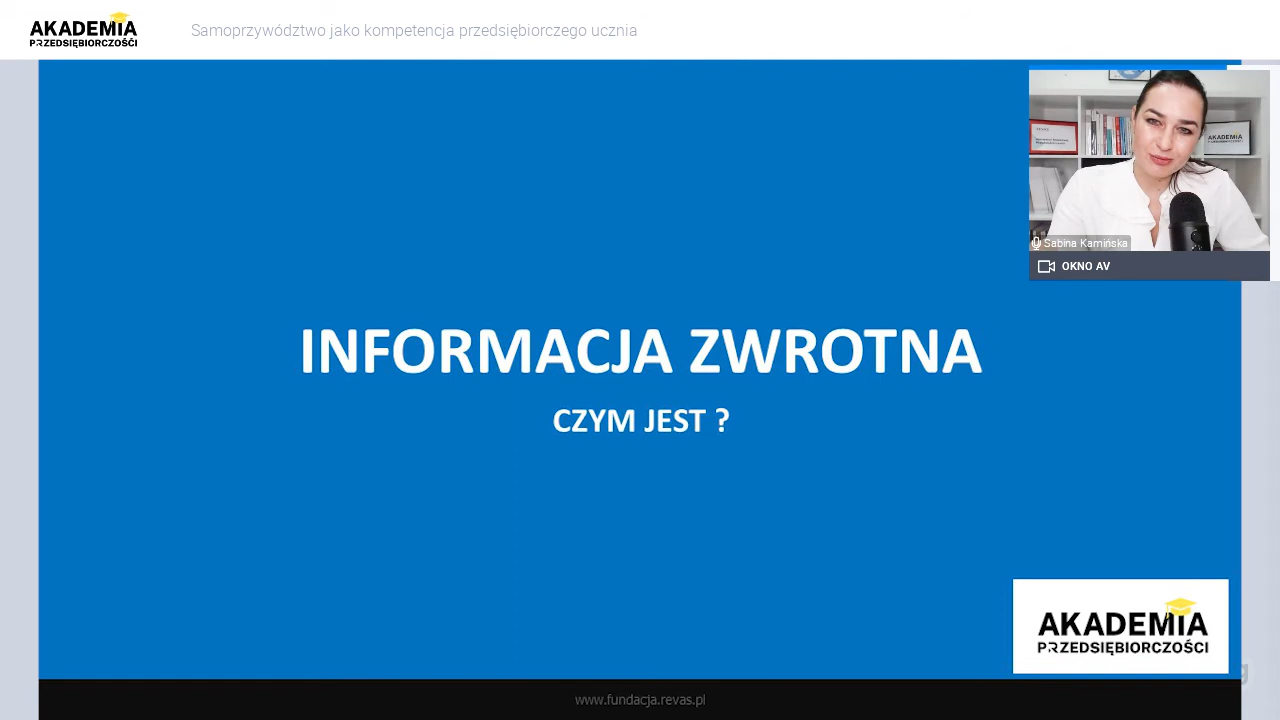 AKADEMIA
PRZEDSIĘBIORCZOŚCI
Samoprzywództwo jako kompetencja przedsiębiorczego ucznia
AKADEMIA
Sabina Kamińska
OKNO AV
INFORMACJA ZWROTNA
CZYM JEST ?
AKADEMIA
PRZEDSIĘBIORCZOŚCI
www.fundacja.revas.pl